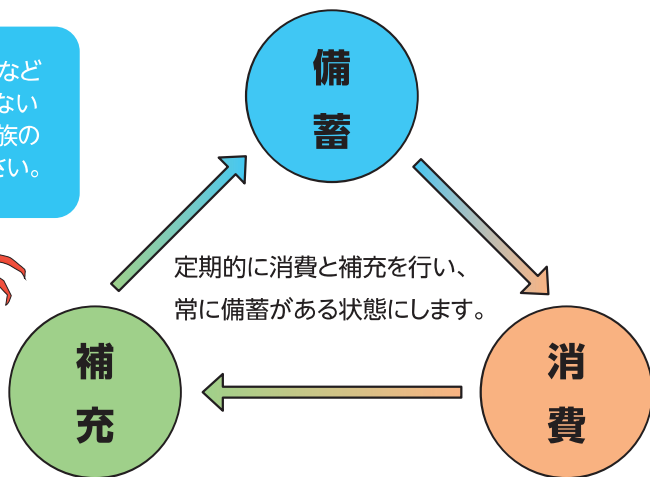 など
ない
族の
さい。
備
蓄
定期的に消費と補充を行い、
常に備蓄がある状態にします。
補
充
消
費